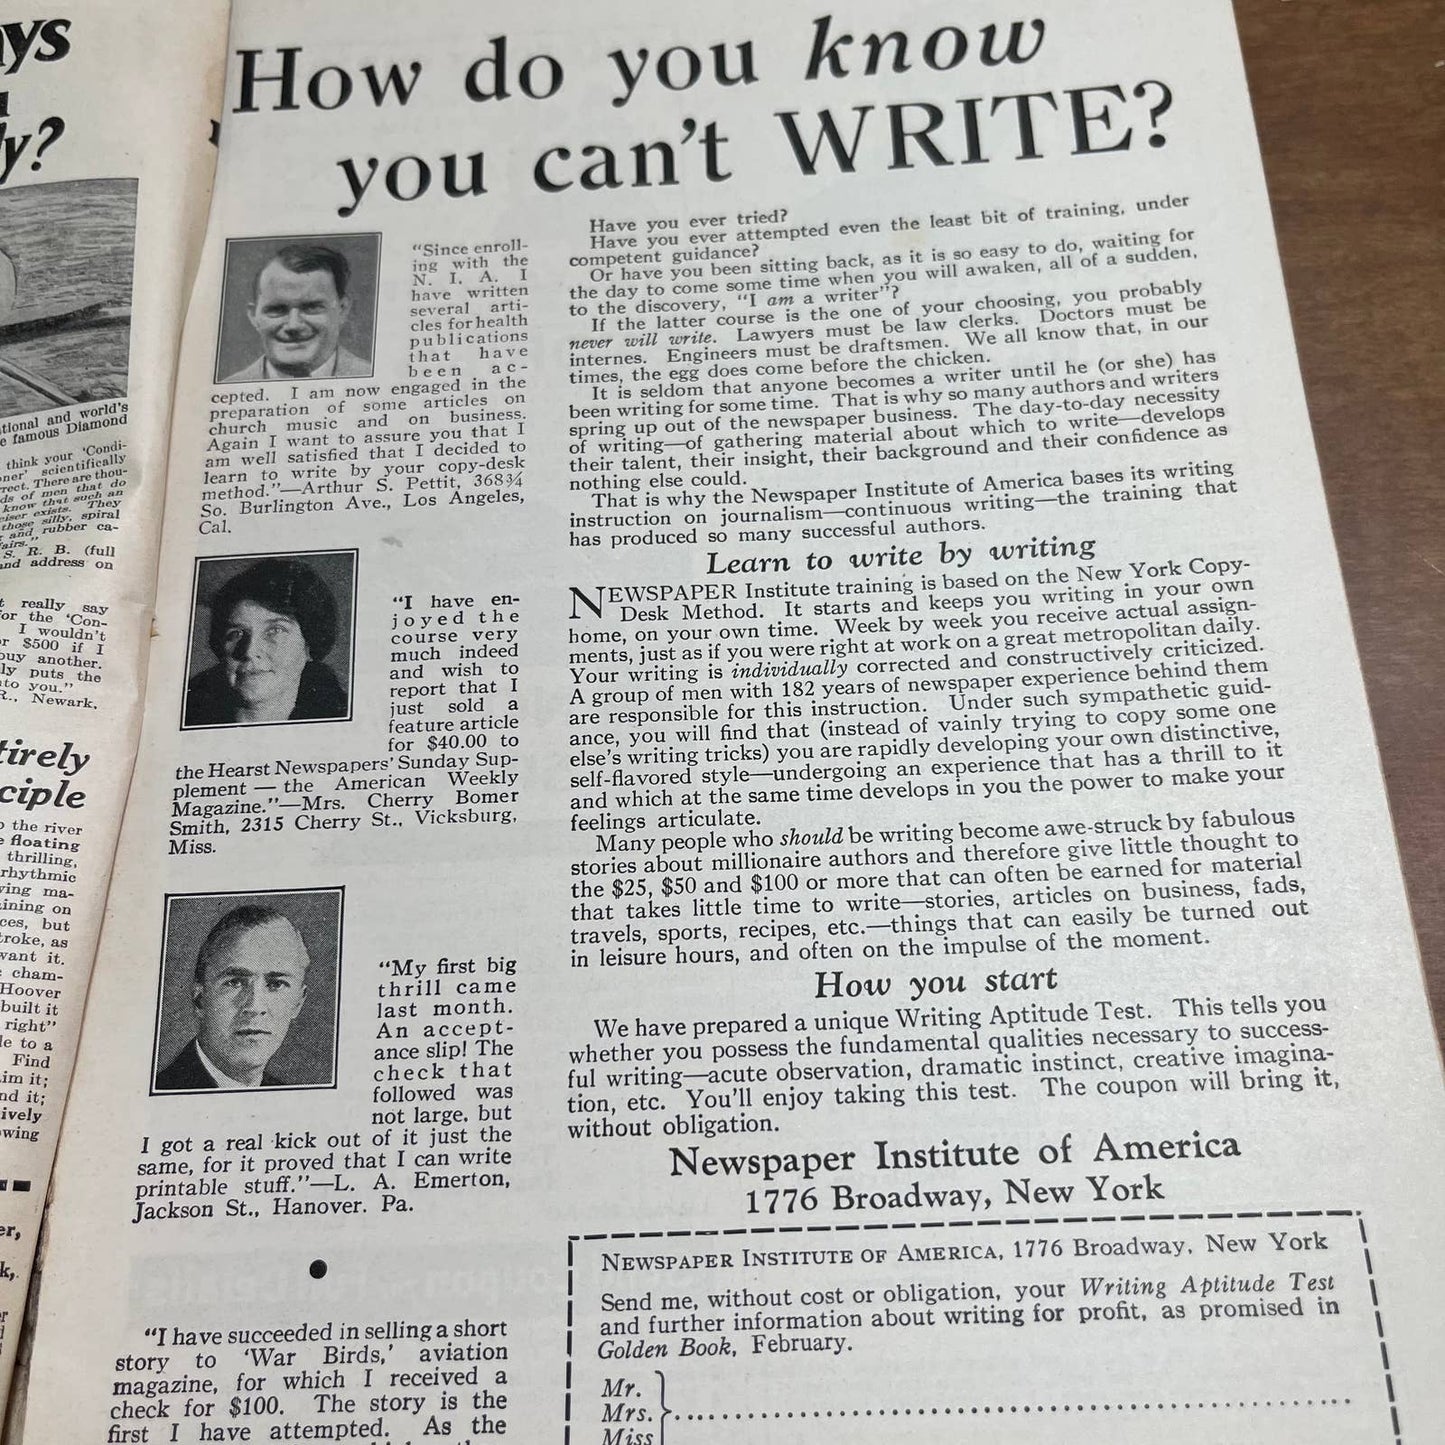 How do you know
you can't WRITE?
"Since enroll-
ing with the
N. I. A. I
have written
several arti-
cles for health
publications
that have
been ac-
cepted. I am now engaged in the
preparation of some articles on
church music and on business.
Again I want to assure you that I
am well satisfied that I decided to
learn to write by your copy-desk
method."—Arthur S. Pettit, 368¾
So. Burlington Ave., Los Angeles,
Cal.
"I have en-
joyed the
course very
much indeed
and wish to
report that I
just sold a
feature article
for $40.00 to
the Hearst Newspapers' Sunday Sup-
plement — the American Weekly
Magazine."—Mrs. Cherry Bomer
Smith, 2315 Cherry St., Vicksburg,
Miss.
"My first big
thrill came
last month.
An accept-
ance slip! The
check that
followed was
not large, but
I got a real kick out of it just the
same, for it proved that I can write
printable stuff."—L. A. Emerton,
Jackson St., Hanover. Pa.
"I have succeeded in selling a short
story to 'War Birds,' aviation
magazine, for which I received a
check for $100. The story is the
first I have attempted. As the
Have you ever tried?
Have you ever attempted even the least bit of training, under
competent guidance?
Or have you been sitting back, as it is so easy to do, waiting for
the day to come some time when you will awaken, all of a sudden,
to the discovery, "I am a writer"?
If the latter course is the one of your choosing, you probably
never will write. Lawyers must be law clerks. Doctors must be
internes. Engineers must be draftsmen. We all know that, in our
times, the egg does come before the chicken.
It is seldom that anyone becomes a writer until he (or she) has
been writing for some time. That is why so many authors and writers
spring up out of the newspaper business. The day-to-day necessity
of writing—of gathering material about which to write—develops
their talent, their insight, their background and their confidence as
nothing else could.
That is why the Newspaper Institute of America bases its writing
instruction on journalism—continuous writing—the training that
has produced so many successful authors.
Learn to write by writing
NEWSPAPER Institute training is based on the New York Copy-
Desk Method. It starts and keeps you writing in your own
home, on your own time. Week by week you receive actual assign-
ments, just as if you were right at work on a great metropolitan daily.
Your writing is individually corrected and constructively criticized.
A group of men with 182 years of newspaper experience behind them
are responsible for this instruction. Under such sympathetic guid-
ance, you will find that (instead of vainly trying to copy some one
else's writing tricks) you are rapidly developing your own distinctive,
self-flavored style—undergoing an experience that has a thrill to it
and which at the same time develops in you the power to make your
feelings articulate.
Many people who should be writing become awe-struck by fabulous
stories about millionaire authors and therefore give little thought to
the $25, $50 and $100 or more that can often be earned for material
that takes little time to write—stories, articles on business, fads,
travels, sports, recipes, etc.—things that can easily be turned out
in leisure hours, and often on the impulse of the moment.
How you start
We have prepared a unique Writing Aptitude Test. This tells you
whether you possess the fundamental qualities necessary to success-
ful writing—acute observation, dramatic instinct, creative imagina-
tion, etc. You'll enjoy taking this test. The coupon will bring it,
without obligation.
Newspaper Institute of America
1776 Broadway, New York
NEWSPAPER INSTITUTE OF AMERICA, 1776 Broadway, New York
Send me, without cost or obligation, your Writing Aptitude Test
and further information about writing for profit, as promised in
Golden Book, February.
Mr.
Mrs.
Miss